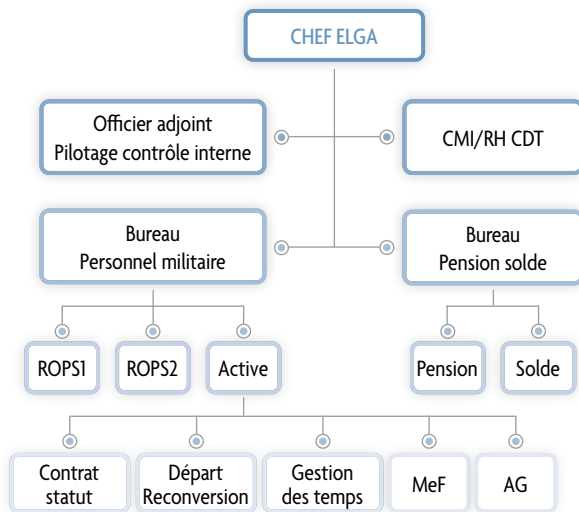 CHEF ELGA
Officier adjoint
Pilotage contrôle interne
CMI/RH CDT
Bureau
Personnel militaire
Bureau
Pension solde
ROPS1
ROPS2
Active
Pension
Solde
Contrat
statut
Départ
Reconversion
Gestion
des temps
MeF
AG